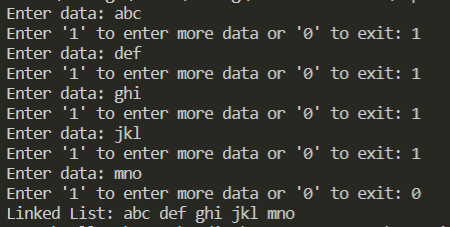 Enter data: abc
Enter '1' to enter more data or '0' to exit: 1
Enter data: def
Enter '1' to enter more data or '0' to exit: 1
Enter data: ghi
Enter '1' to enter more data or '0' to exit: 1
Enter data: jkl
Enter '1' to enter more data or '0' to exit: 1
Enter data: mno
Enter '1' to enter more data or '0' to exit: 0
Linked List: abc def ghi jkl mno